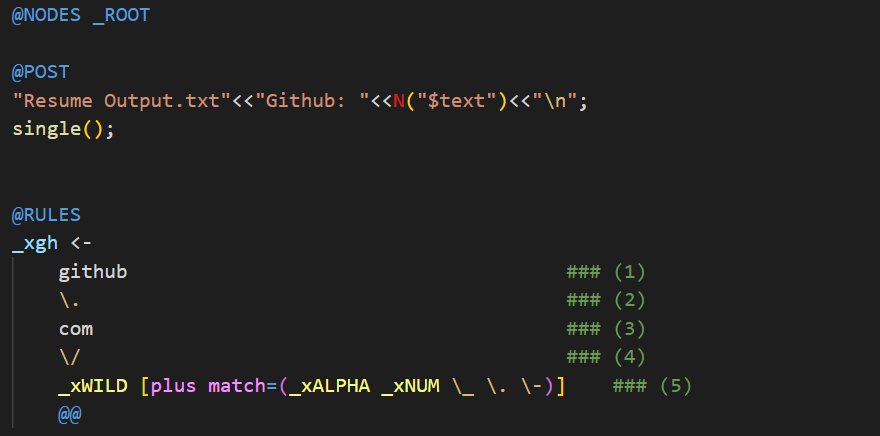 @NODES _ROOT
@POST
"Resume Output.txt"<<"Github: "<<N("$text")<<"\n";
single();
@RULES
_xgh <-
github ### (1)
\. ### (2)
com ### (3)
\/ ### (4)
_xWILD [plus match=(_xALPHA _xNUM \_ \. \-)] ### (5)
@@